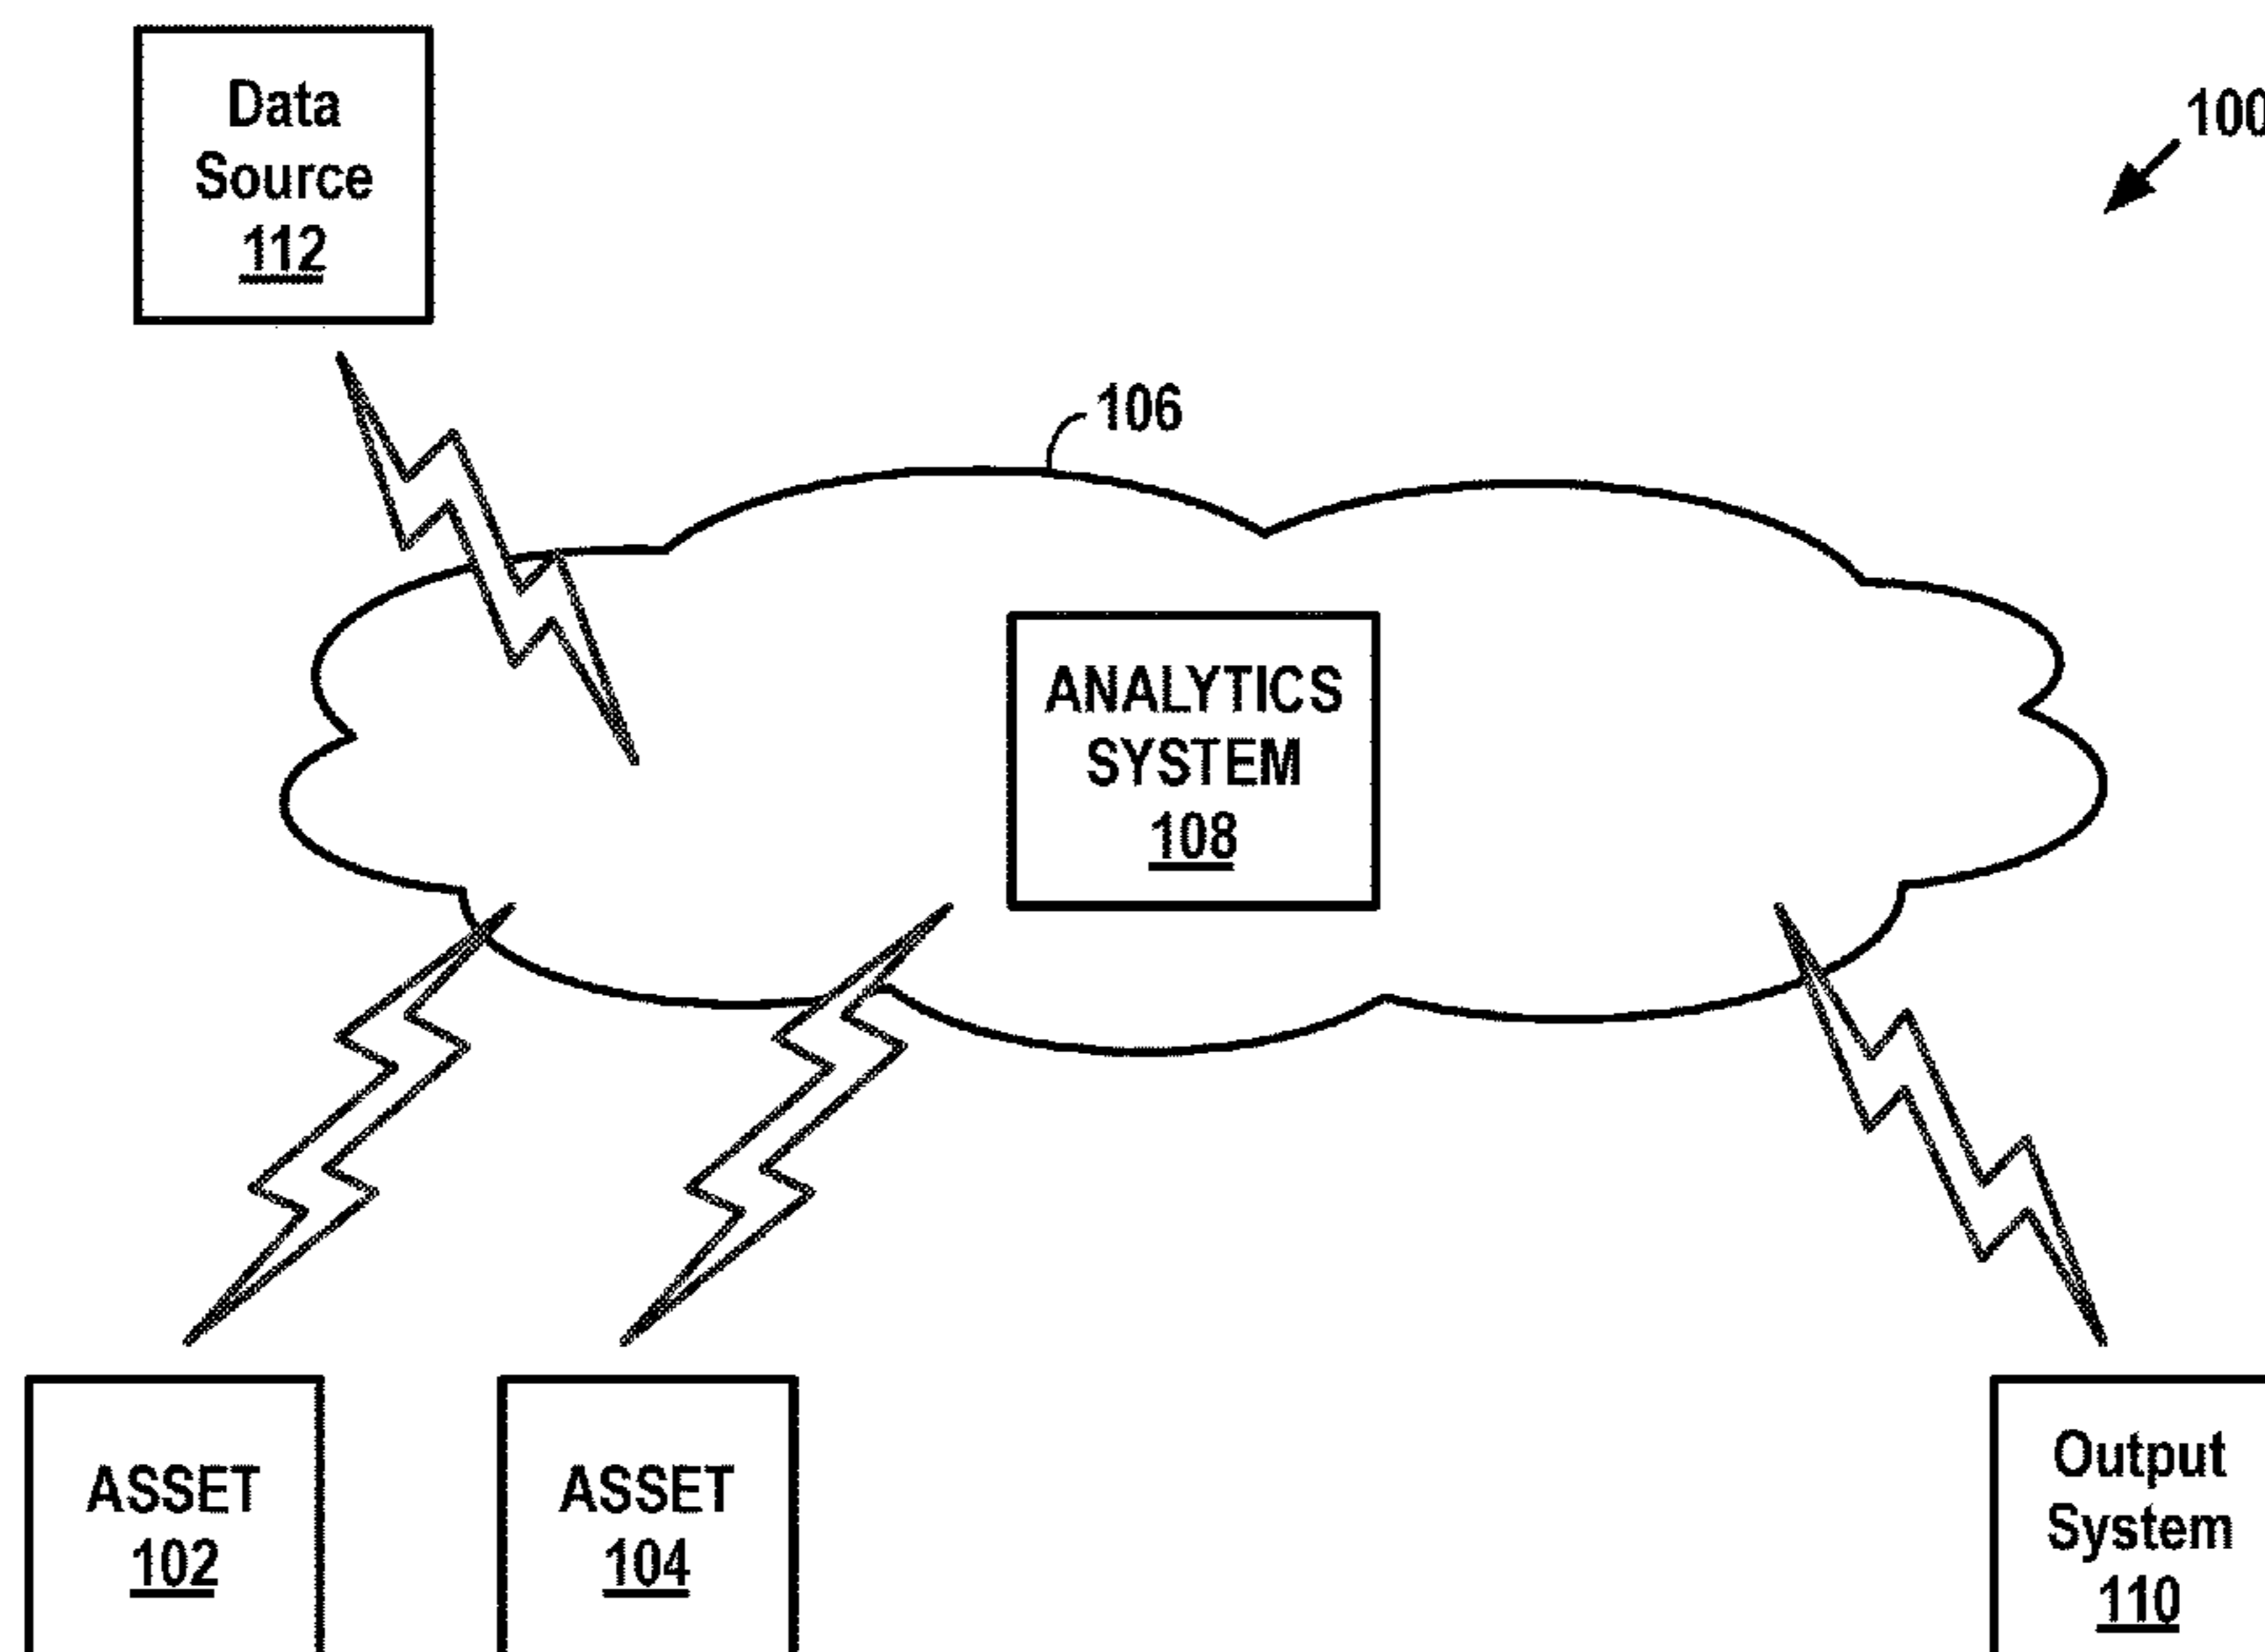 Data
Source
112
100
106
ANALYTICS
SYSTEM
108
ASSET
102
ASSET
104
Output
System
110